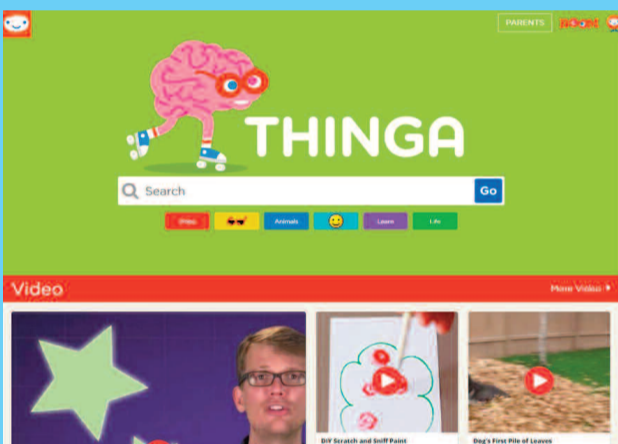 PARENTS
THINGA
Search
Go
Video
Animals
Learn
Life
Video
More Video
DIY Scratch and Sniff Paint
Dog's First Pile of Leaves